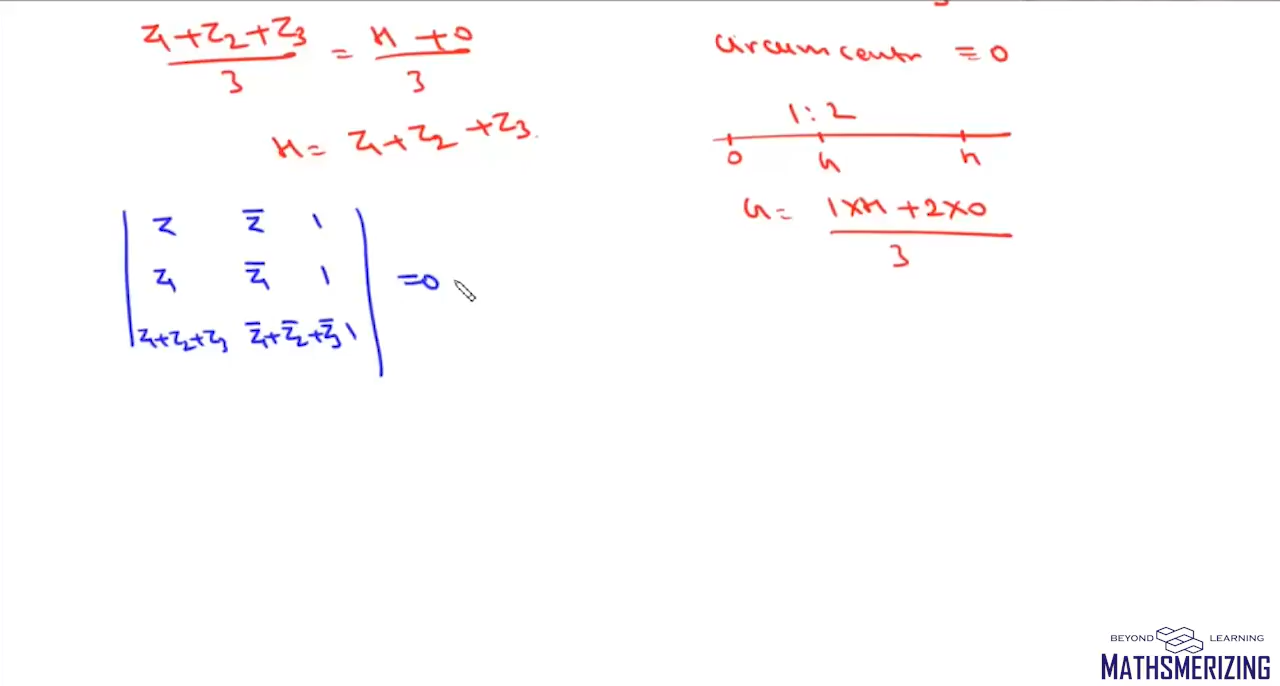 z₁+z₂+z₃ / 3 = H+0 / 3
H = z₁+z₂+z₃
circumcentr ≡ 0
1:2
0 G H
G = 1×H + 2×0 / 3
| z z̄ 1 |
| z₁ z̄₁ 1 | =0
| z₁+z₂+z₃ z̄₁+z̄₂+z̄₃ 1 |
BEYOND LEARNING
MATHSMERIZING